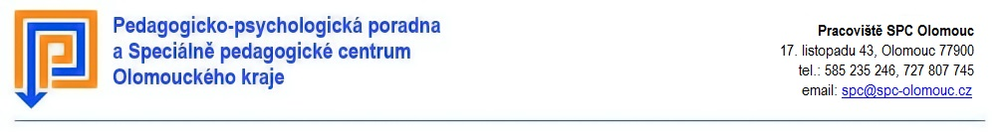 Pedagogicko-psychologická poradna
a Speciálně pedagogické centrum
Olomouckého kraje
Pracoviště SPC Olomouc
17. listopadu 43, Olomouc 77900
tel.: 585 235 246, 727 807 745
email: spc@spc-olomouc.cz